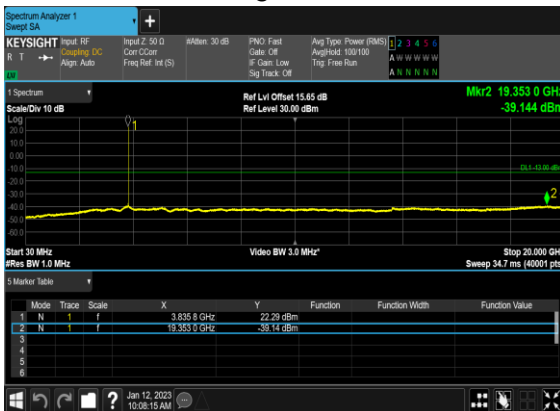 Spectrum Analyzer 1
Swept SA
+
KEYSIGHT Input: RF Input Z: 50 Ω #Atten: 30 dB PNO: Fast Avg Type: Power (RMS) 1 2 3 4 5 6
R T Coupling: DC Corr CCorr Gate: Off Avg|Hold: 100/100 A W W W W W
Align: Auto Freq Ref: Int (S) IF Gain: Low Trig: Free Run
LV Sig Track: Off A N N N N N
1 Spectrum Ref Lvl Offset 15.65 dB Mkr2 19.353 0 GHz
Scale/Div 10 dB Ref Level 30.00 dBm -39.144 dBm
Log
20.0
10.0
0.00
-10.0
DL1 -13.00 dBm
-20.0
-30.0
-40.0
-50.0
-60.0
1
2
Start 30 MHz Video BW 3.0 MHz* Stop 20.000 GHz
#Res BW 1.0 MHz Sweep 34.7 ms (40001 pts)
5 Marker Table
Mode Trace Scale X Y Function Function Width Function Value
1 N 1 f 3.835 8 GHz 22.29 dBm
2 N 1 f 19.353 0 GHz -39.14 dBm
3
4
5
6
? Jan 12, 2023
10:08:15 AM